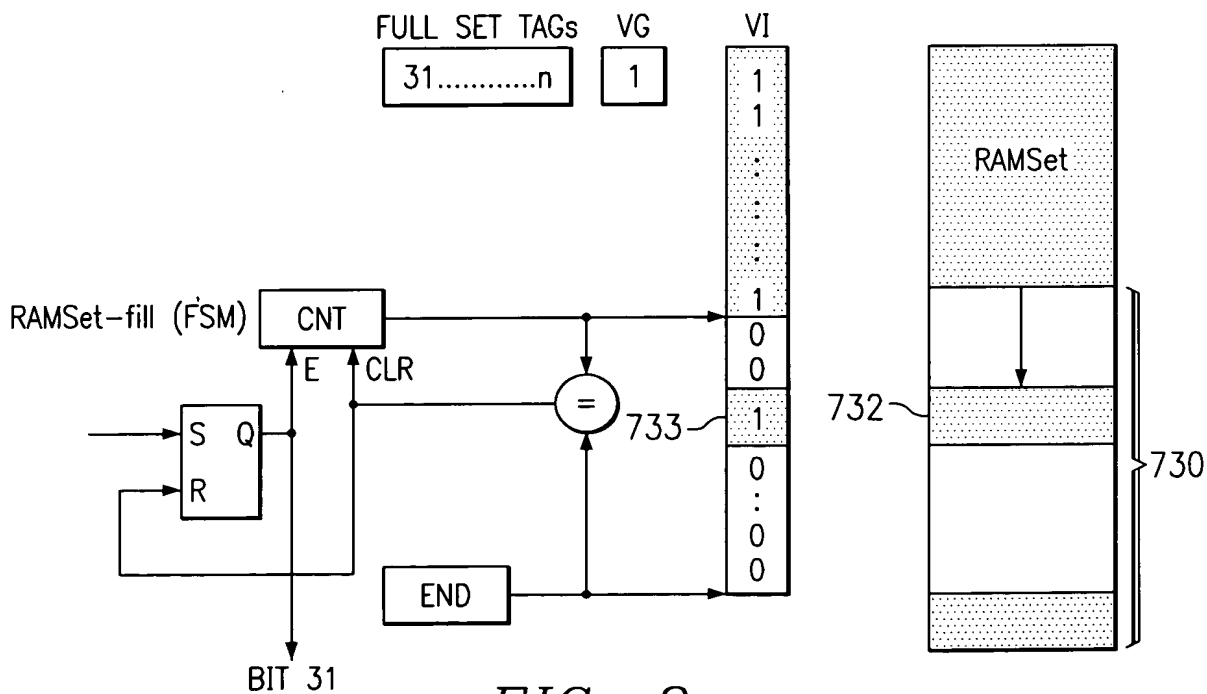 FULL SET TAGs VG VI
31............n 1
1
1
.
.
.
.
.
1
0
0
1
0
:
0
0
RAMSet
RAMSet-fill (FSM) CNT
E CLR
=
733
732
730
S Q
R
END
BIT 31